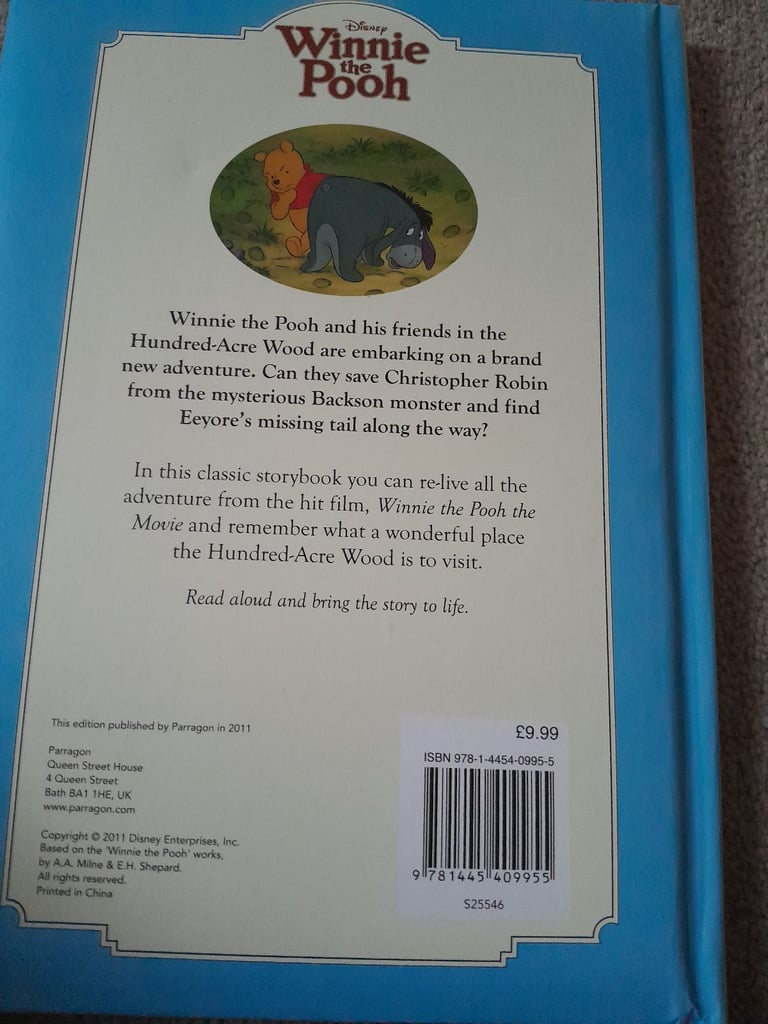 Disney
Winnie
the
Pooh
Winnie the Pooh and his friends in the
Hundred-Acre Wood are embarking on a brand
new adventure. Can they save Christopher Robin
from the mysterious Backson monster and find
Eeyore's missing tail along the way?
In this classic storybook you can re-live all the
adventure from the hit film, Winnie the Pooh the
Movie and remember what a wonderful place
the Hundred-Acre Wood is to visit.
Read aloud and bring the story to life.
This edition published by Parragon in 2011
Parragon
Queen Street House
4 Queen Street
Bath BA1 1HE, UK
www.parragon.com
Copyright © 2011 Disney Enterprises, Inc.
Based on the 'Winnie the Pooh' works,
by A.A. Milne & E.H. Shepard.
All rights reserved.
Printed in China
£9.99
ISBN 978-1-4454-0995-5
9 781445 409955
S25546